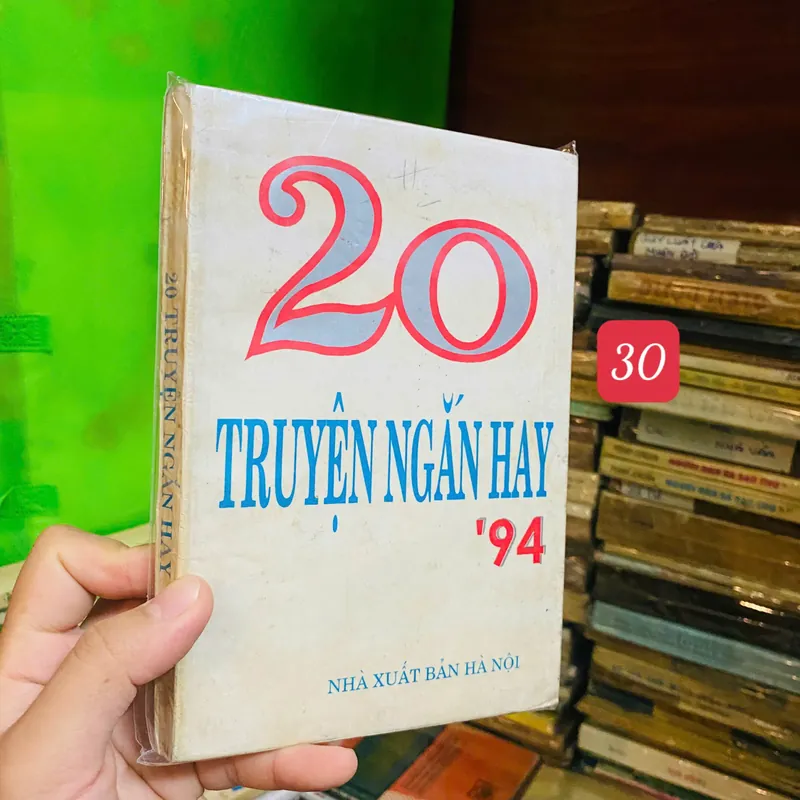 20
TRUYỆN NGẮN HAY
'94
NHÀ XUẤT BẢN HÀ NỘI
20 TRUYỆN NGẮN HAY
30